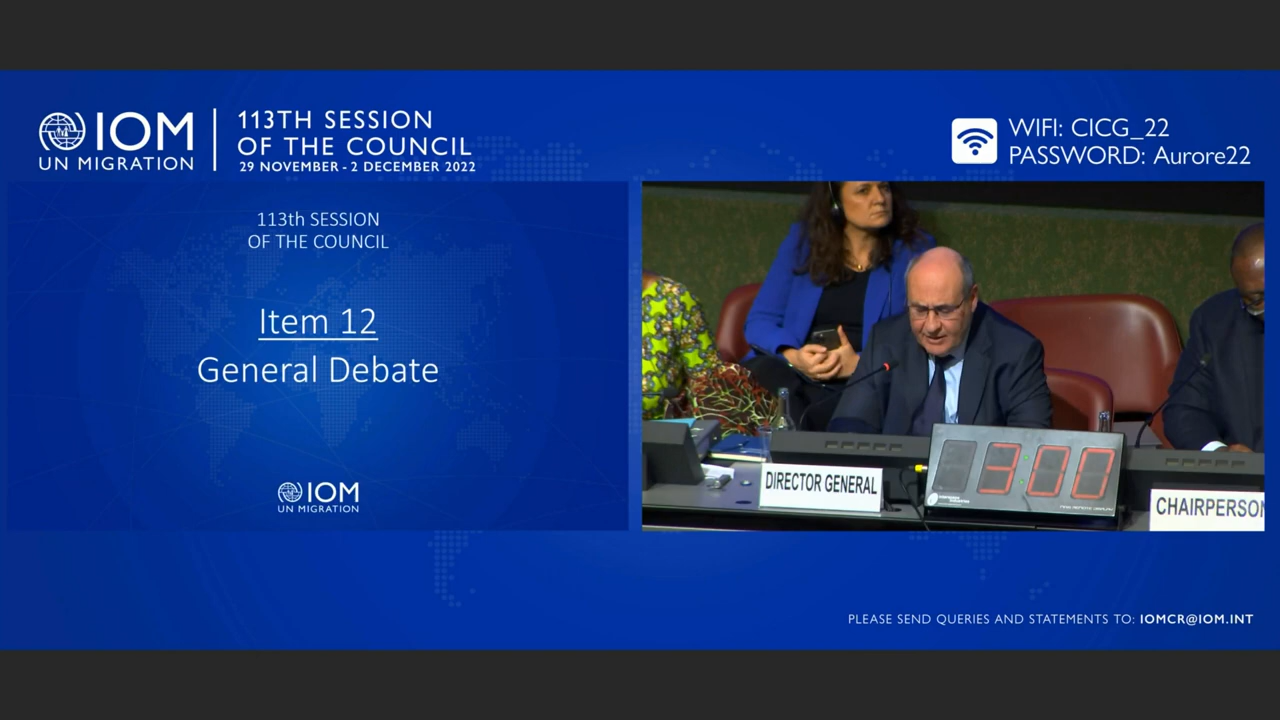 IOM
UN MIGRATION
113TH SESSION
OF THE COUNCIL
29 NOVEMBER - 2 DECEMBER 2022
WIFI: CICG_22
PASSWORD: Aurore22
113th SESSION
OF THE COUNCIL
Item 12
General Debate
IOM
UN MIGRATION
DIRECTOR GENERAL
3:00
CHAIRPERSON
PLEASE SEND QUERIES AND STATEMENTS TO: IOMCR@IOM.INT